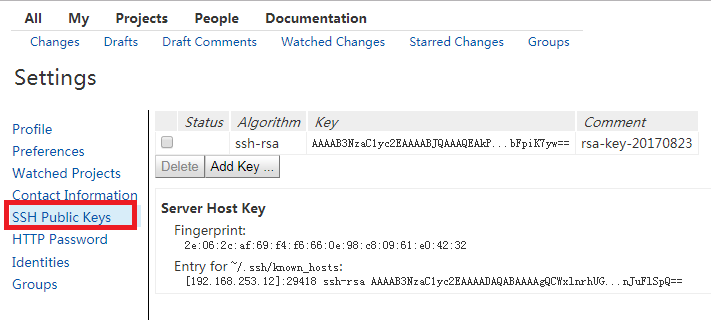 All My Projects People Documentation
Changes Drafts Draft Comments Watched Changes Starred Changes Groups
Settings
Profile
Preferences
Watched Projects
Contact Information
SSH Public Keys
HTTP Password
Identities
Groups
Status Algorithm Key Comment
ssh-rsa AAAAB3NzaC1yc2EAAAABJQAAAQEAkP...bFpiK7yw== rsa-key-20170823
Delete Add Key ...
Server Host Key
Fingerprint:
2e:06:2c:af:69:f4:f6:66:0e:98:c8:09:61:e0:42:32
Entry for ~/.ssh/known_hosts:
[192.168.253.12]:29418 ssh-rsa AAAAB3NzaC1yc2EAAAADAQABAAAAgQCWxlnrhUG...nJuFlSpQ==